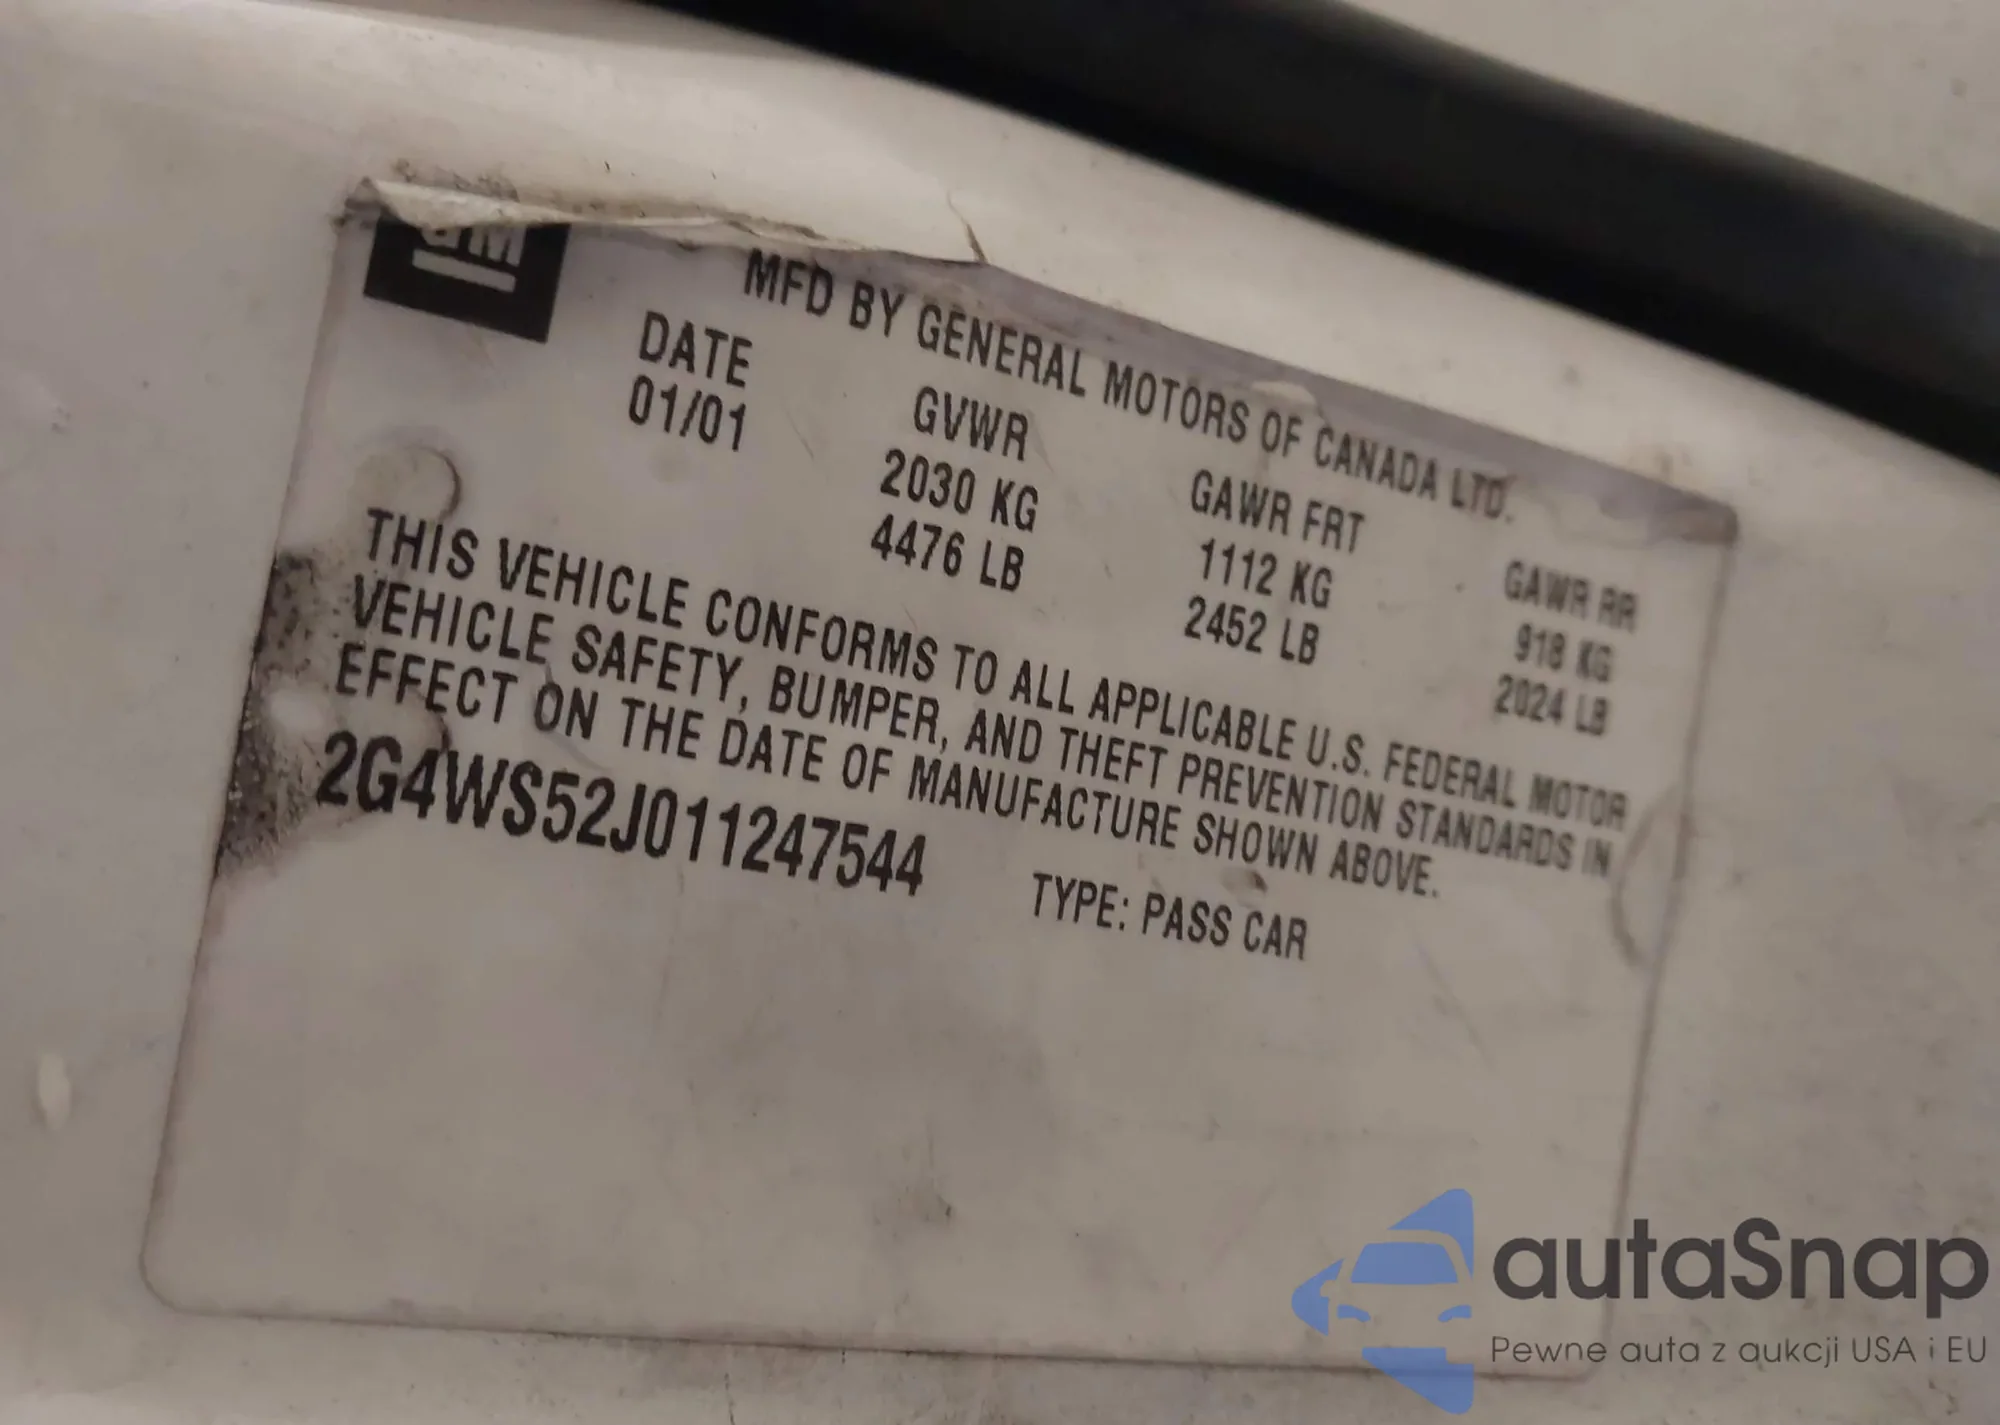 GM
MFD BY GENERAL MOTORS OF CANADA LTD.
DATE GVWR GAWR FRT GAWR RR
01/01 2030 KG 1112 KG 918 KG
4476 LB 2452 LB 2024 LB
THIS VEHICLE CONFORMS TO ALL APPLICABLE U.S. FEDERAL MOTOR
VEHICLE SAFETY, BUMPER, AND THEFT PREVENTION STANDARDS IN
EFFECT ON THE DATE OF MANUFACTURE SHOWN ABOVE.
2G4WS52J011247544 TYPE: PASS CAR
autaSnap
Pewne auta z aukcji USA i EU